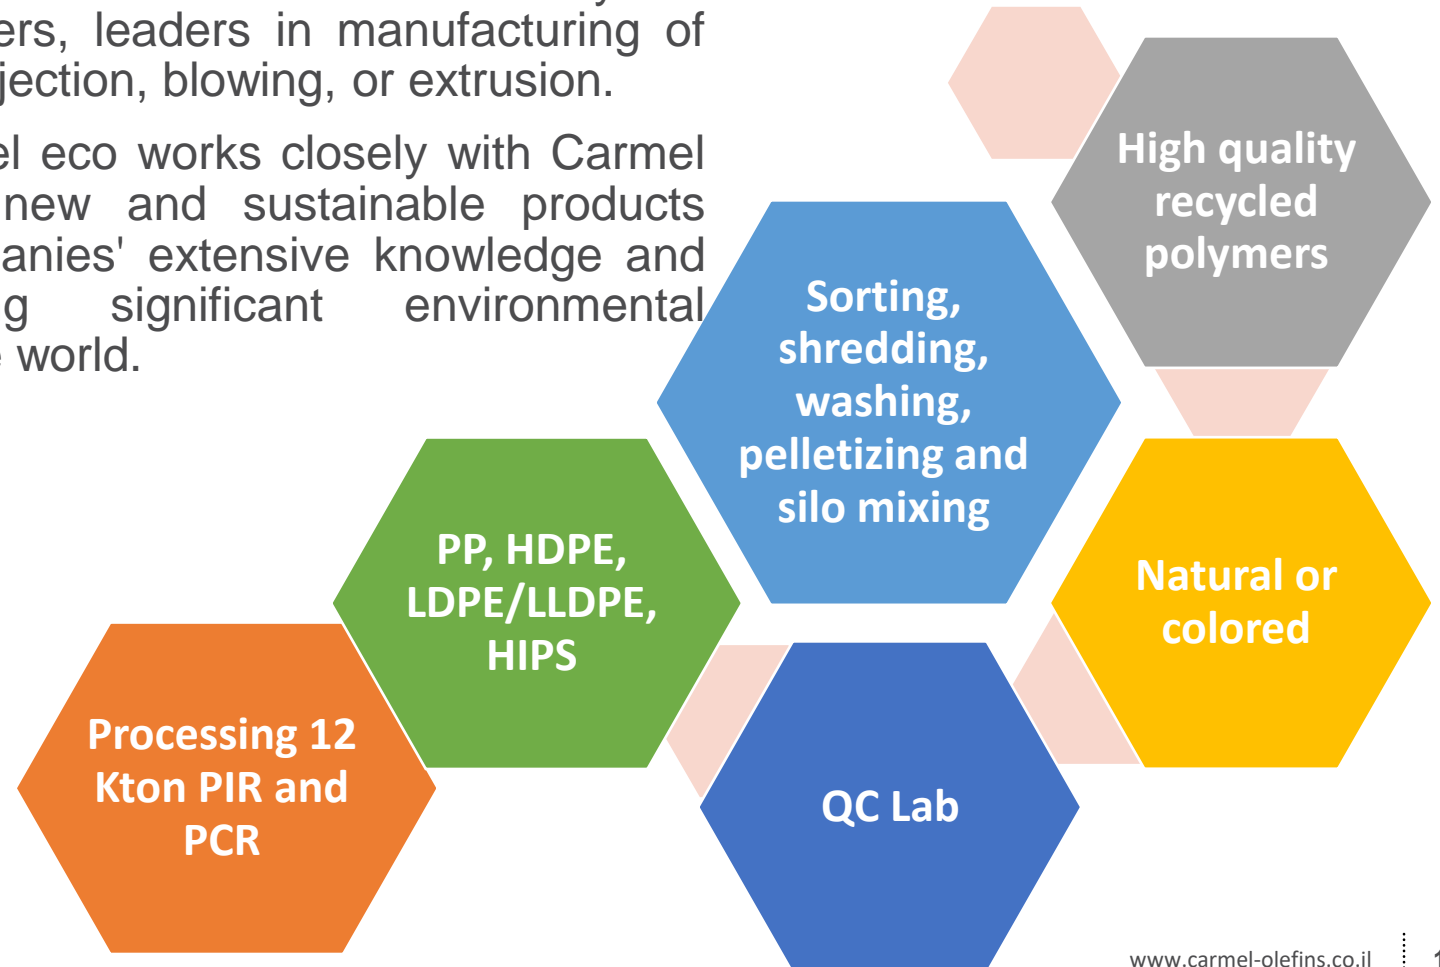 ers, leaders in manufacturing of
jection, blowing, or extrusion.
el eco works closely with Carmel
new and sustainable products
anies' extensive knowledge and
g significant environmental
world.
High quality
recycled
polymers
Sorting,
shredding,
washing,
pelletizing and
silo mixing
PP, HDPE,
LDPE/LLDPE,
HIPS
Natural or
colored
Processing 12
Kton PIR and
PCR
QC Lab
www.carmel-olefins.co.il